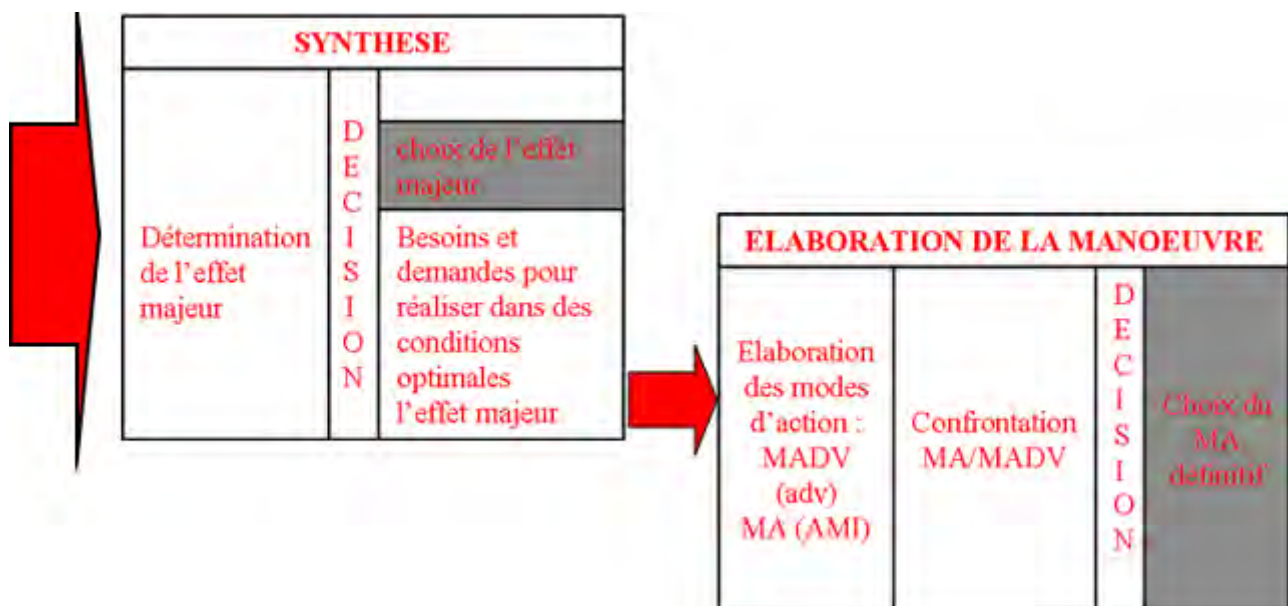 SYNTHESE
Détermination
de l'effet
majeur
D
E
C
I
S
I
O
N
choix de l'effet
majeur
Besoins et
demandes pour
réaliser dans des
conditions
optimales
l'effet majeur
ELABORATION DE LA MANOEUVRE
Elaboration
des modes
d'action :
MADV
(adv)
MA (AMI)
Confrontation
MA/MADV
D
E
C
I
S
I
O
N
Choix du
MA
définitif